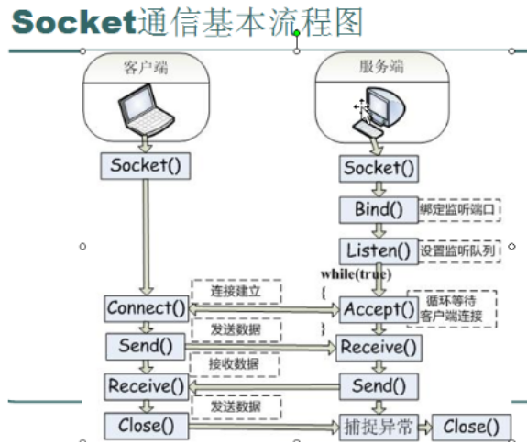 Socket通信基本流程图
客户端
服务端
Socket()
Socket()
Bind()
绑定监听端口
Listen()
设置监听队列
while(true)
{
连接建立
Connect()
Accept()
循环等待
客户端连接
发送数据
}
Send()
Receive()
接收数据
Receive()
Send()
发送数据
Close()
捕捉异常
Close()